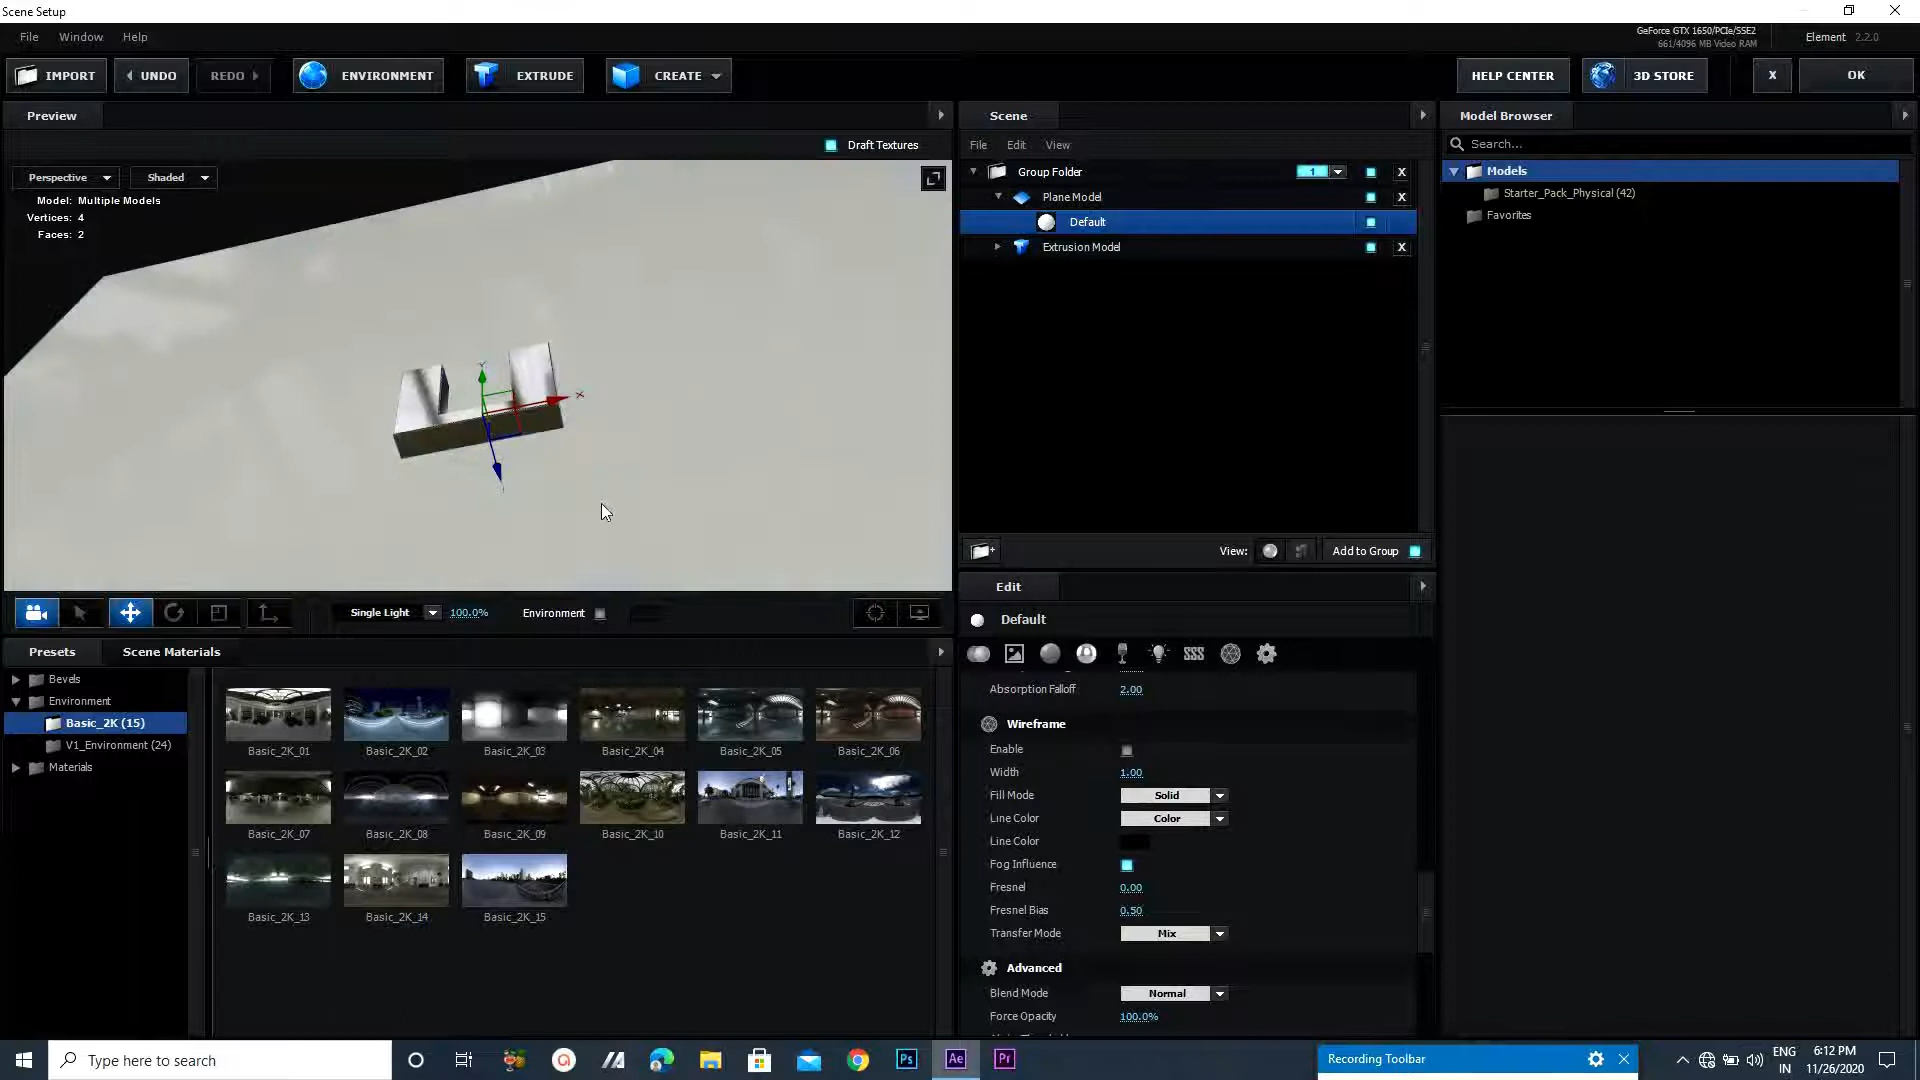 Scene Setup
File Window Help
GeForce GTX 1650/PCIe/SSE2
661/4096 MB Video RAM
Element 2.2.0
IMPORT UNDO REDO ENVIRONMENT EXTRUDE CREATE HELP CENTER 3D STORE X OK
Preview
Draft Textures
Perspective Shaded
Model: Multiple Models
Vertices: 4
Faces: 2
Y
X
Single Light 100.0% Environment
Scene
File Edit View
Group Folder 1 X
Plane Model X
Default
Extrusion Model X
View: Add to Group
Model Browser
Search...
Models
Starter_Pack_Physical (42)
Favorites
Presets Scene Materials
Bevels
Environment
Basic_2K (15)
V1_Environment (24)
Materials
Basic_2K_01 Basic_2K_02 Basic_2K_03 Basic_2K_04 Basic_2K_05 Basic_2K_06
Basic_2K_07 Basic_2K_08 Basic_2K_09 Basic_2K_10 Basic_2K_11 Basic_2K_12
Basic_2K_13 Basic_2K_14 Basic_2K_15
Edit
Default
Absorption Falloff 2.00
Wireframe
Enable
Width 1.00
Fill Mode Solid
Line Color Color
Line Color
Fog Influence
Fresnel 0.00
Fresnel Bias 0.50
Transfer Mode Mix
Advanced
Blend Mode Normal
Force Opacity 100.0%
Type here to search
Ps Ae Pr
Recording Toolbar
ENG
IN
6:12 PM
11/26/2020